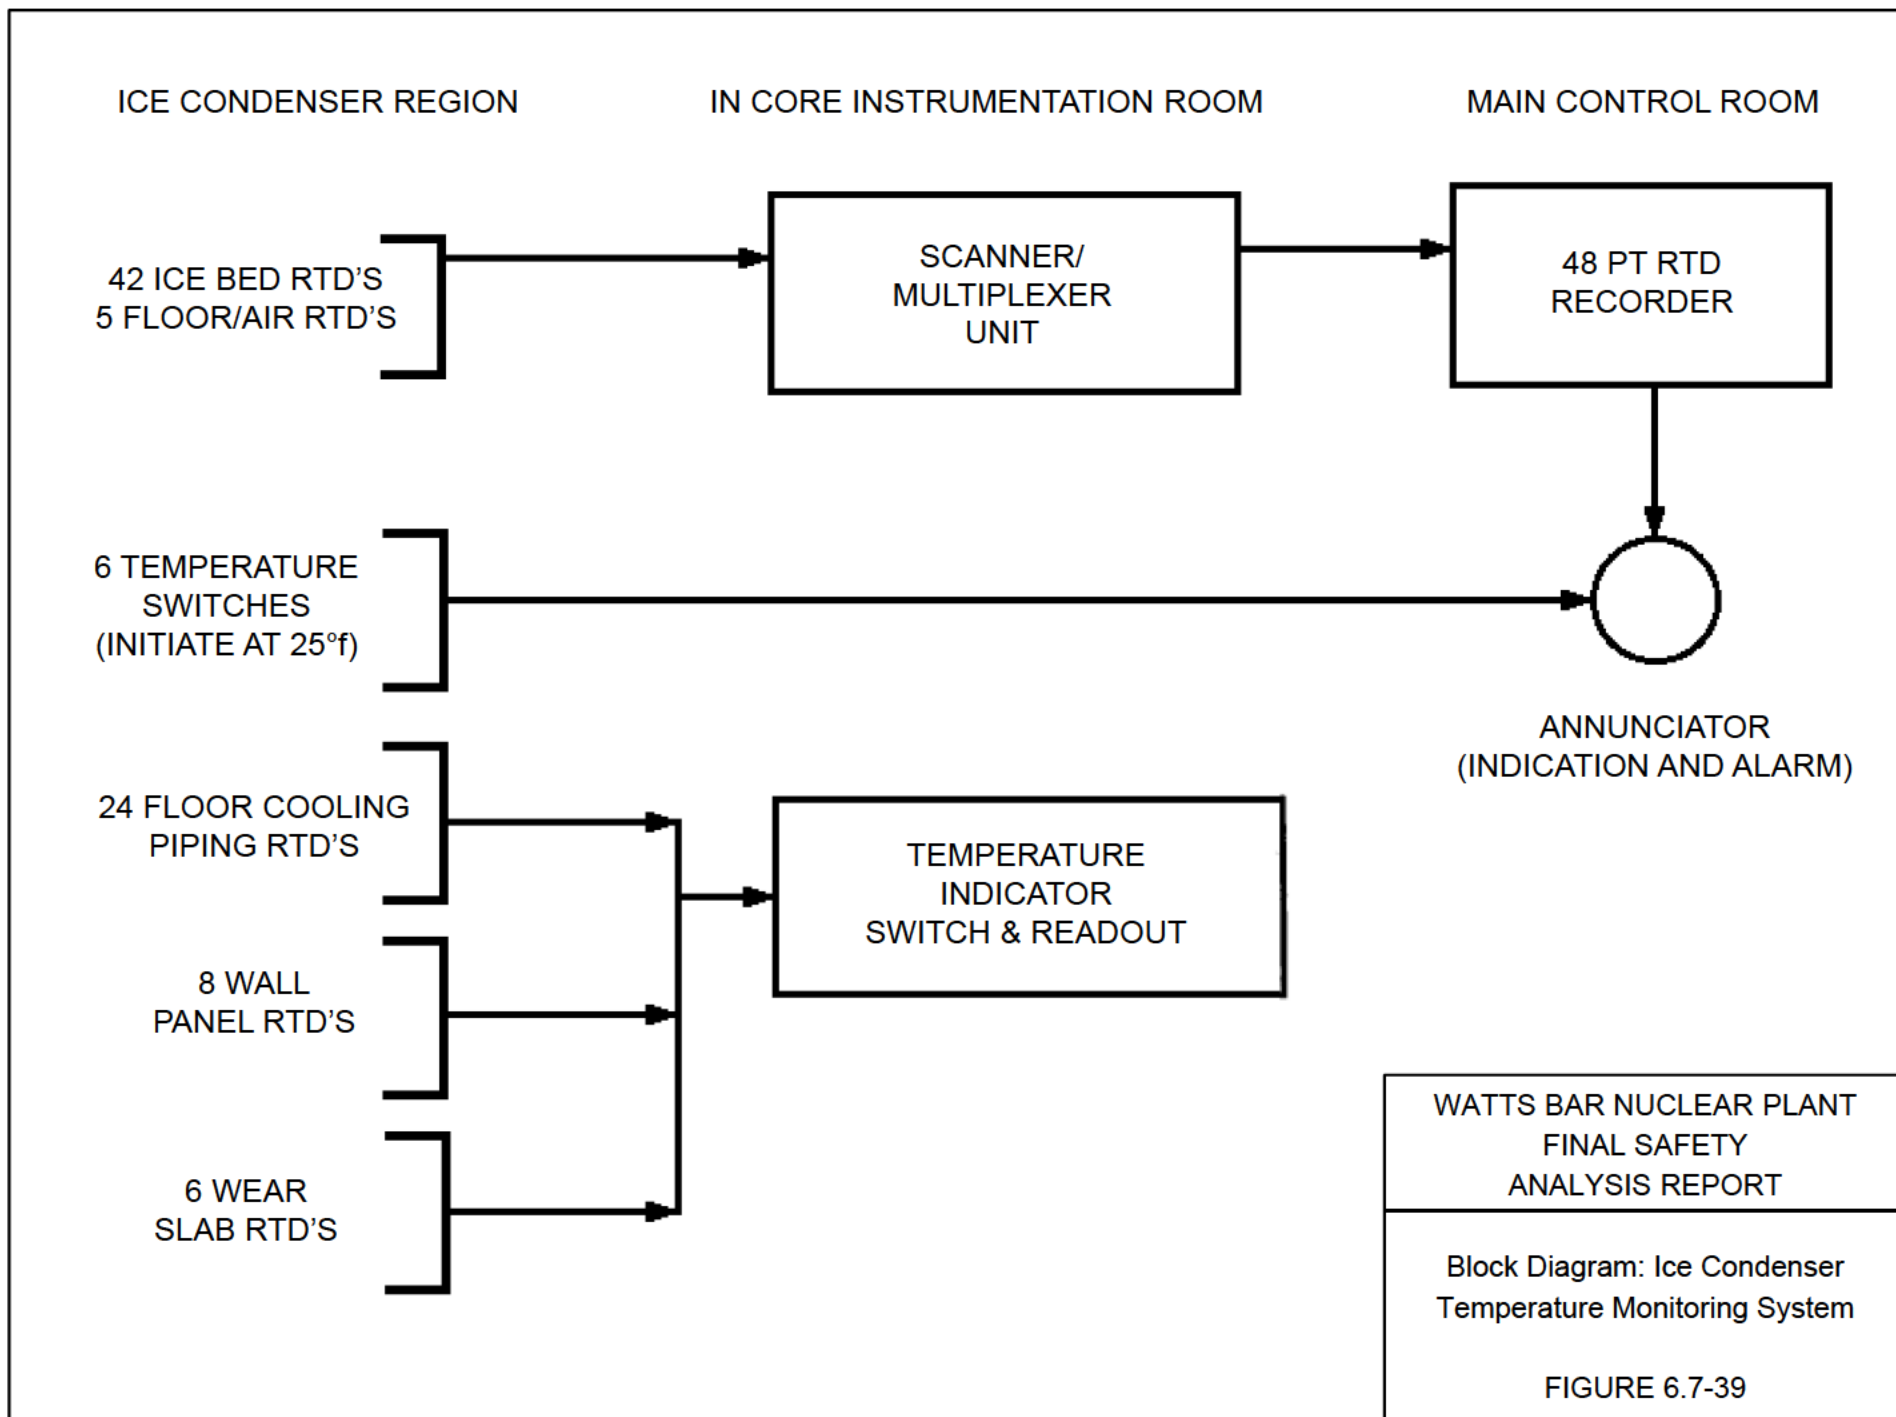 ICE CONDENSER REGION
IN CORE INSTRUMENTATION ROOM
MAIN CONTROL ROOM
42 ICE BED RTD’S
5 FLOOR/AIR RTD’S
SCANNER/
MULTIPLEXER
UNIT
48 PT RTD
RECORDER
6 TEMPERATURE
SWITCHES
(INITIATE AT 25°f)
ANNUNCIATOR
(INDICATION AND ALARM)
24 FLOOR COOLING
PIPING RTD’S
TEMPERATURE
INDICATOR
SWITCH & READOUT
8 WALL
PANEL RTD’S
6 WEAR
SLAB RTD’S
WATTS BAR NUCLEAR PLANT
FINAL SAFETY
ANALYSIS REPORT
Block Diagram: Ice Condenser
Temperature Monitoring System
FIGURE 6.7-39